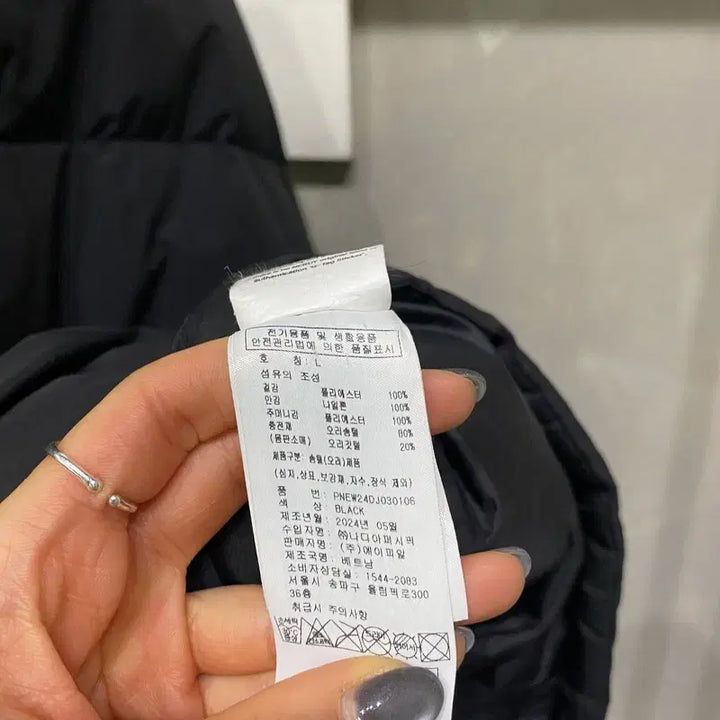 authentication
전기용품 및 생활용품
안전관리법에 의한 품질표시
호 칭: L
섬유의 조성
겉감 폴리에스터 100%
안감 나일론 100%
주머니감 폴리에스터 100%
충전재 오리솜털 80%
(몸판소매) 오리깃털 20%
제품구분: 솜털(오리)제품
(심지,상표,보강재,자수,장식 제외)
품 번: PNEW24DJ030106
색 상: BLACK
제조년월: 2024년 05월
수입자명: ㈜나디아퍼시픽
판매자명: (주)에이피알
제조국명: 베트남
소비자상담실: 1544-2083
서울시 송파구 올림픽로300
36층
취급시 주의사항
손세탁
드라이